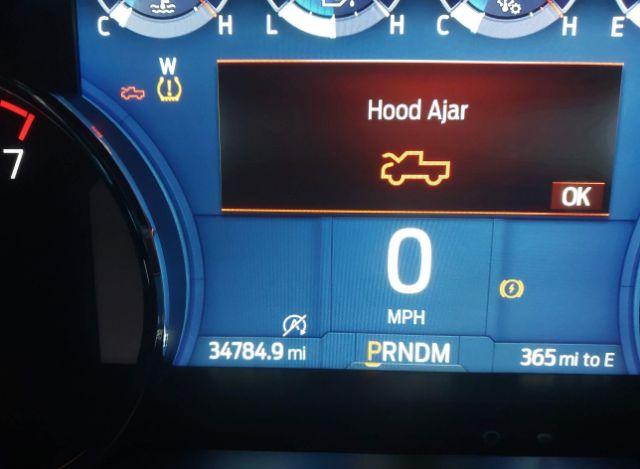 C H L H C H E
W
Hood Ajar
7
OK
0
MPH
34784.9 mi PRNDM 365 mi to E